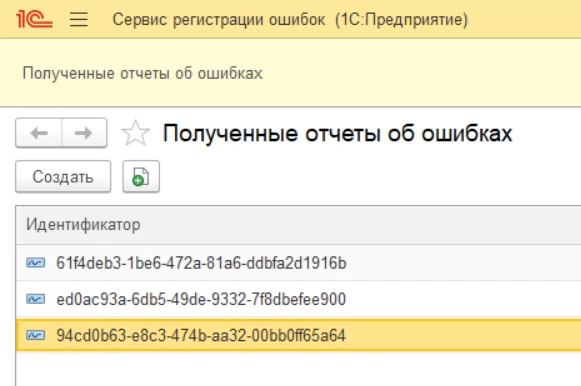 1С Сервис регистрации ошибок (1С:Предприятие)
Полученные отчеты об ошибках
Полученные отчеты об ошибках
Создать
Идентификатор
61f4deb3-1be6-472a-81a6-ddbfa2d1916b
ed0ac93a-6db5-49de-9332-7f8dbefee900
94cd0b63-e8c3-474b-aa32-00bb0ff65a64